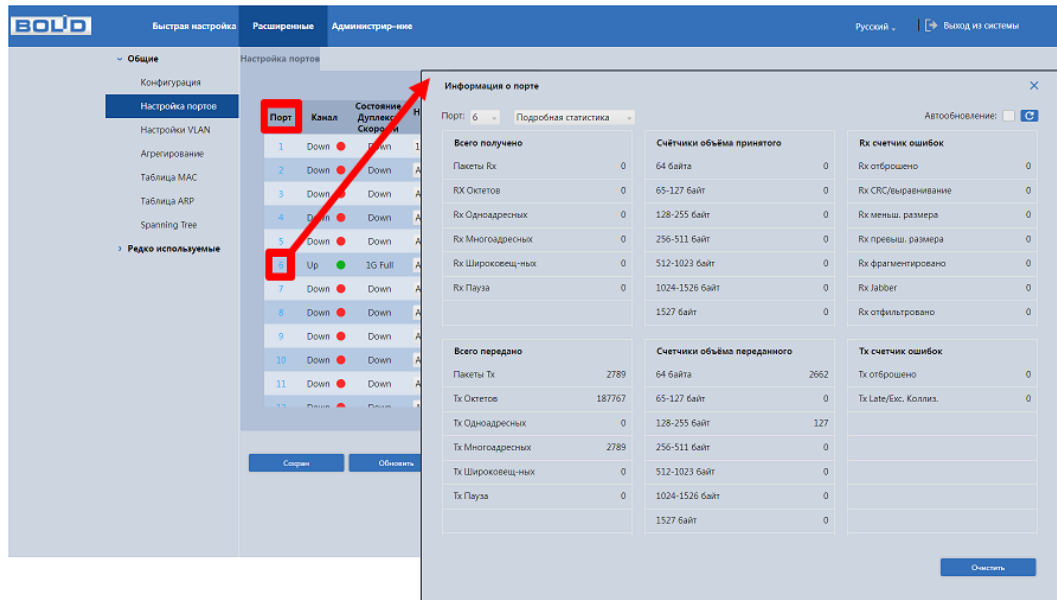 BOLID
Быстрая настройка Расширенные Администрир-ние Русский Выход из системы
Общие
Конфигурация
Настройка портов
Настройки VLAN
Агрегирование
Таблица MAC
Таблица ARP
Spanning Tree
Редко используемые
Настройка портов
Порт Канал Состояние Дуплекс Скорости Н
1 Down Down 1
2 Down Down A
3 Down Down A
4 Down Down A
5 Down Down A
6 Up 1G Full A
7 Down Down A
8 Down Down A
9 Down Down A
10 Down Down A
11 Down Down A
12 Down Down
Сохран Обновить
Информация о порте
Порт: 6 Подробная статистика Автообновление:
Всего получено Счётчики объёма принятого Rx счетчик ошибок
Пакеты Rx 0 64 байта 0 Rx отброшено 0
RX Октетов 0 65-127 байт 0 Rx CRC/выравнивание 0
Rx Одноадресных 0 128-255 байт 0 Rx меньш. размера 0
Rx Многоадресных 0 256-511 байт 0 Rx превыш. размера 0
Rx Широковещ-ных 0 512-1023 байт 0 Rx фрагментировано 0
Rx Пауза 0 1024-1526 байт 0 Rx Jabber 0
1527 байт 0 Rx отфильтровано 0
Всего передано Счетчики объёма переданного Тх счетчик ошибок
Пакеты Tx 2789 64 байта 2662 Tx отброшено 0
Tx Октетов 187767 65-127 байт 0 Tx Late/Exc. Коллиз. 0
Tx Одноадресных 0 128-255 байт 127
Tx Многоадресных 2789 256-511 байт 0
Tx Широковещ-ных 0 512-1023 байт 0
Tx Пауза 0 1024-1526 байт 0
1527 байт 0
Очистить